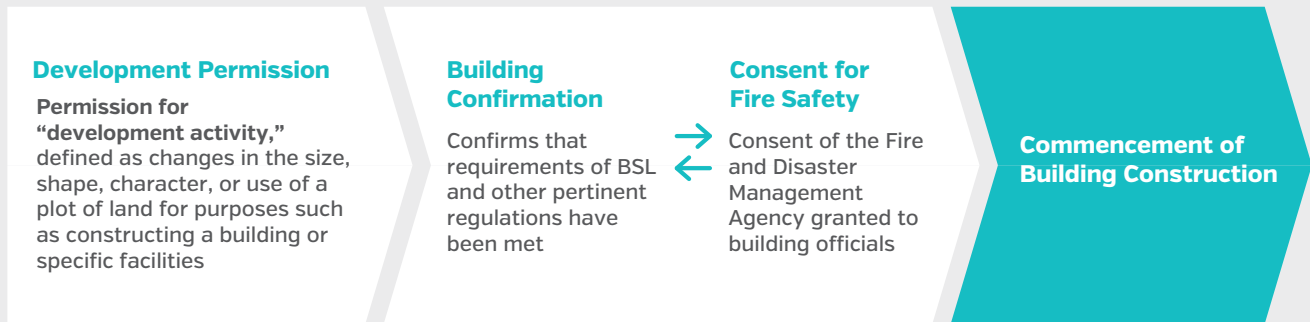 Development Permission
Permission for
“development activity,”
defined as changes in the size,
shape, character, or use of a
plot of land for purposes such
as constructing a building or
specific facilities
Building
Confirmation
Confirms that
requirements of BSL
and other pertinent
regulations have
been met
Consent for
Fire Safety
Consent of the Fire
and Disaster
Management
Agency granted to
building officials
Commencement of
Building Construction